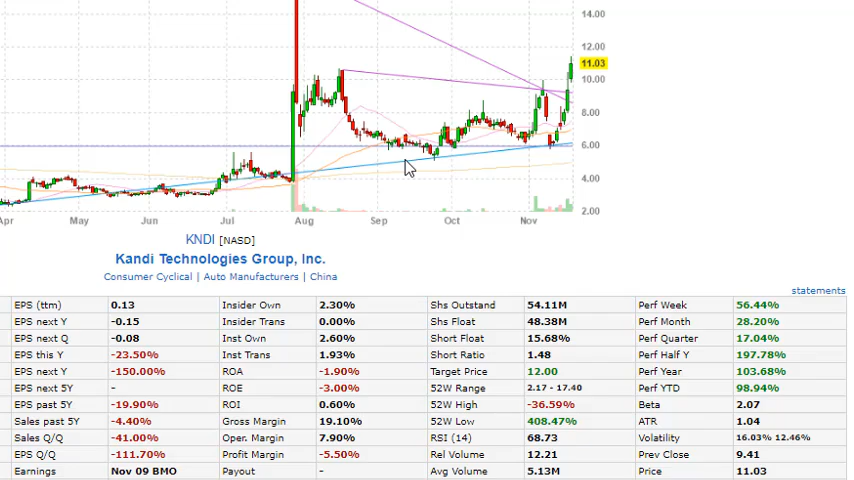 14.00
12.00
11.03
10.00
8.00
6.00
4.00
2.00
Apr May Jun Jul Aug Sep Oct Nov
KNDI [NASD]
Kandi Technologies Group, Inc.
Consumer Cyclical | Auto Manufacturers | China
statements
EPS (ttm) 0.13 Insider Own 2.30% Shs Outstand 54.11M Perf Week 56.44%
EPS next Y -0.15 Insider Trans 0.00% Shs Float 48.38M Perf Month 28.20%
EPS next Q -0.08 Inst Own 2.60% Short Float 15.68% Perf Quarter 17.04%
EPS this Y -23.50% Inst Trans 1.93% Short Ratio 1.48 Perf Half Y 197.78%
EPS next Y -150.00% ROA -1.90% Target Price 12.00 Perf Year 103.68%
EPS next 5Y - ROE -3.00% 52W Range 2.17 - 17.40 Perf YTD 98.94%
EPS past 5Y -19.90% ROI 0.60% 52W High -36.59% Beta 2.07
Sales past 5Y -4.40% Gross Margin 19.10% 52W Low 408.47% ATR 1.04
Sales Q/Q -41.00% Oper. Margin 7.90% RSI (14) 68.73 Volatility 16.03% 12.46%
EPS Q/Q -111.70% Profit Margin -5.50% Rel Volume 12.21 Prev Close 9.41
Earnings Nov 09 BMO Payout - Avg Volume 5.13M Price 11.03